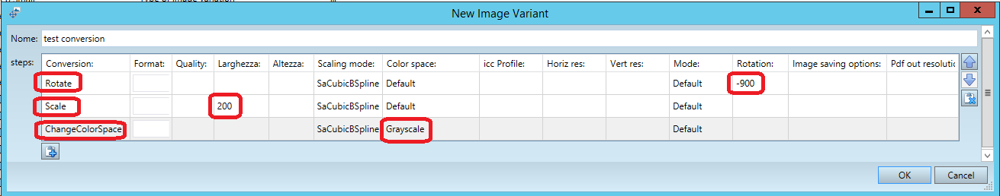 New Image Variant
Nome: test conversion
steps: Conversion: Format: Quality: Larghezza: Altezza: Scaling mode: Color space: icc Profile: Horiz res: Vert res: Mode: Rotation: Image saving options: Pdf out resolutio
Rotate SaCubicBSpline Default Default -900
Scale 200 SaCubicBSpline Default Default
ChangeColorSpace SaCubicBSpline Grayscale Default
OK Cancel